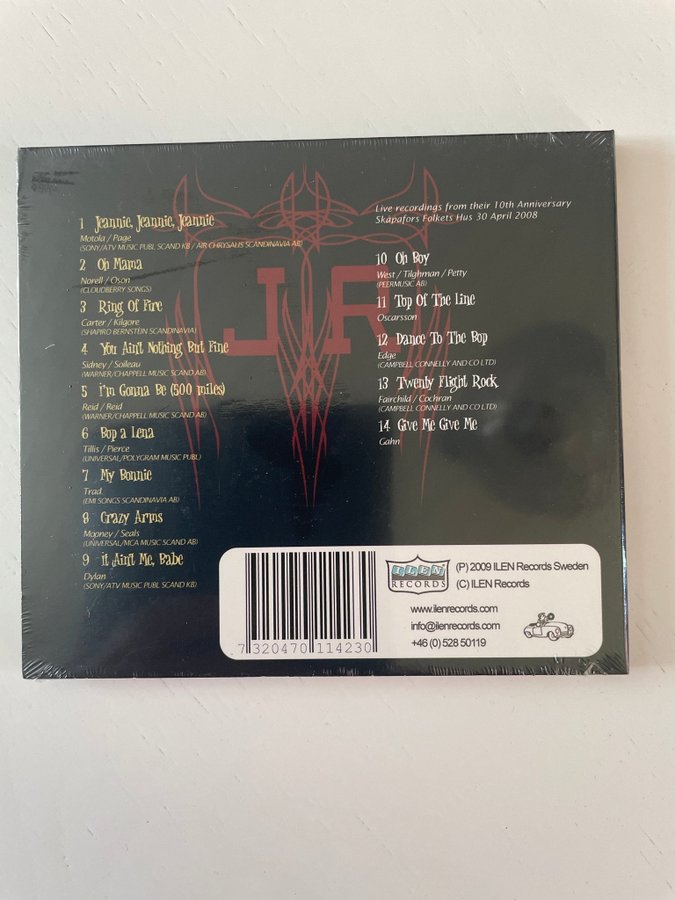 1 Jeannie, Jeannie, Jeannie
Motola / Page
(SONY/ATV MUSIC PUBL SCAND KB / AIR CHRYSALIS SCANDINAVIA AB)
2 Oh Mama
Norell / Oson
(CLOUDBERRY SONGS)
3 Ring Of Fire
Carter / Kilgore
(SHAPIRO BERNSTEIN SCANDINAVIA)
4 You Ain't Nothing But Fine
Sidney / Soileau
(WARNER/CHAPPELL MUSIC SCAND AB)
5 i'm Gonna Be (500 miles)
Reid / Reid
(WARNER/CHAPPELL MUSIC SCAND AB)
6 Bop a Lena
Tillis / Pierce
(UNIVERSAL/POLYGRAM MUSIC PUBL)
7 My Bonnie
Trad.
(EMI SONGS SCANDINAVIA AB)
8 Crazy Arms
Mooney / Seals
(UNIVERSAL/MCA MUSIC SCAND AB)
9 it Ain't Me, Babe
Dylan
(SONY/ATV MUSIC PUBL SCAND KB)
J R
Live recordings from their 10th Anniversary
Skåpafors Folkets Hus 30 April 2008
10 Oh Boy
West / Tilghman / Petty
(PEERMUSIC AB)
11 Top Of The Line
Oscarsson
12 Dance To The Bop
Edge
(CAMPBELL CONNELLY AND CO LTD)
13 Twenty Flight Rock
Fairchild / Cochran
(CAMPBELL CONNELLY AND CO LTD)
14 Give Me Give Me
Gahn
7 320470 114230
ILEN
RECORDS
(P) 2009 ILEN Records Sweden
(C) ILEN Records
www.ilenrecords.com
info@ilenrecords.com
+46 (0) 528 50119